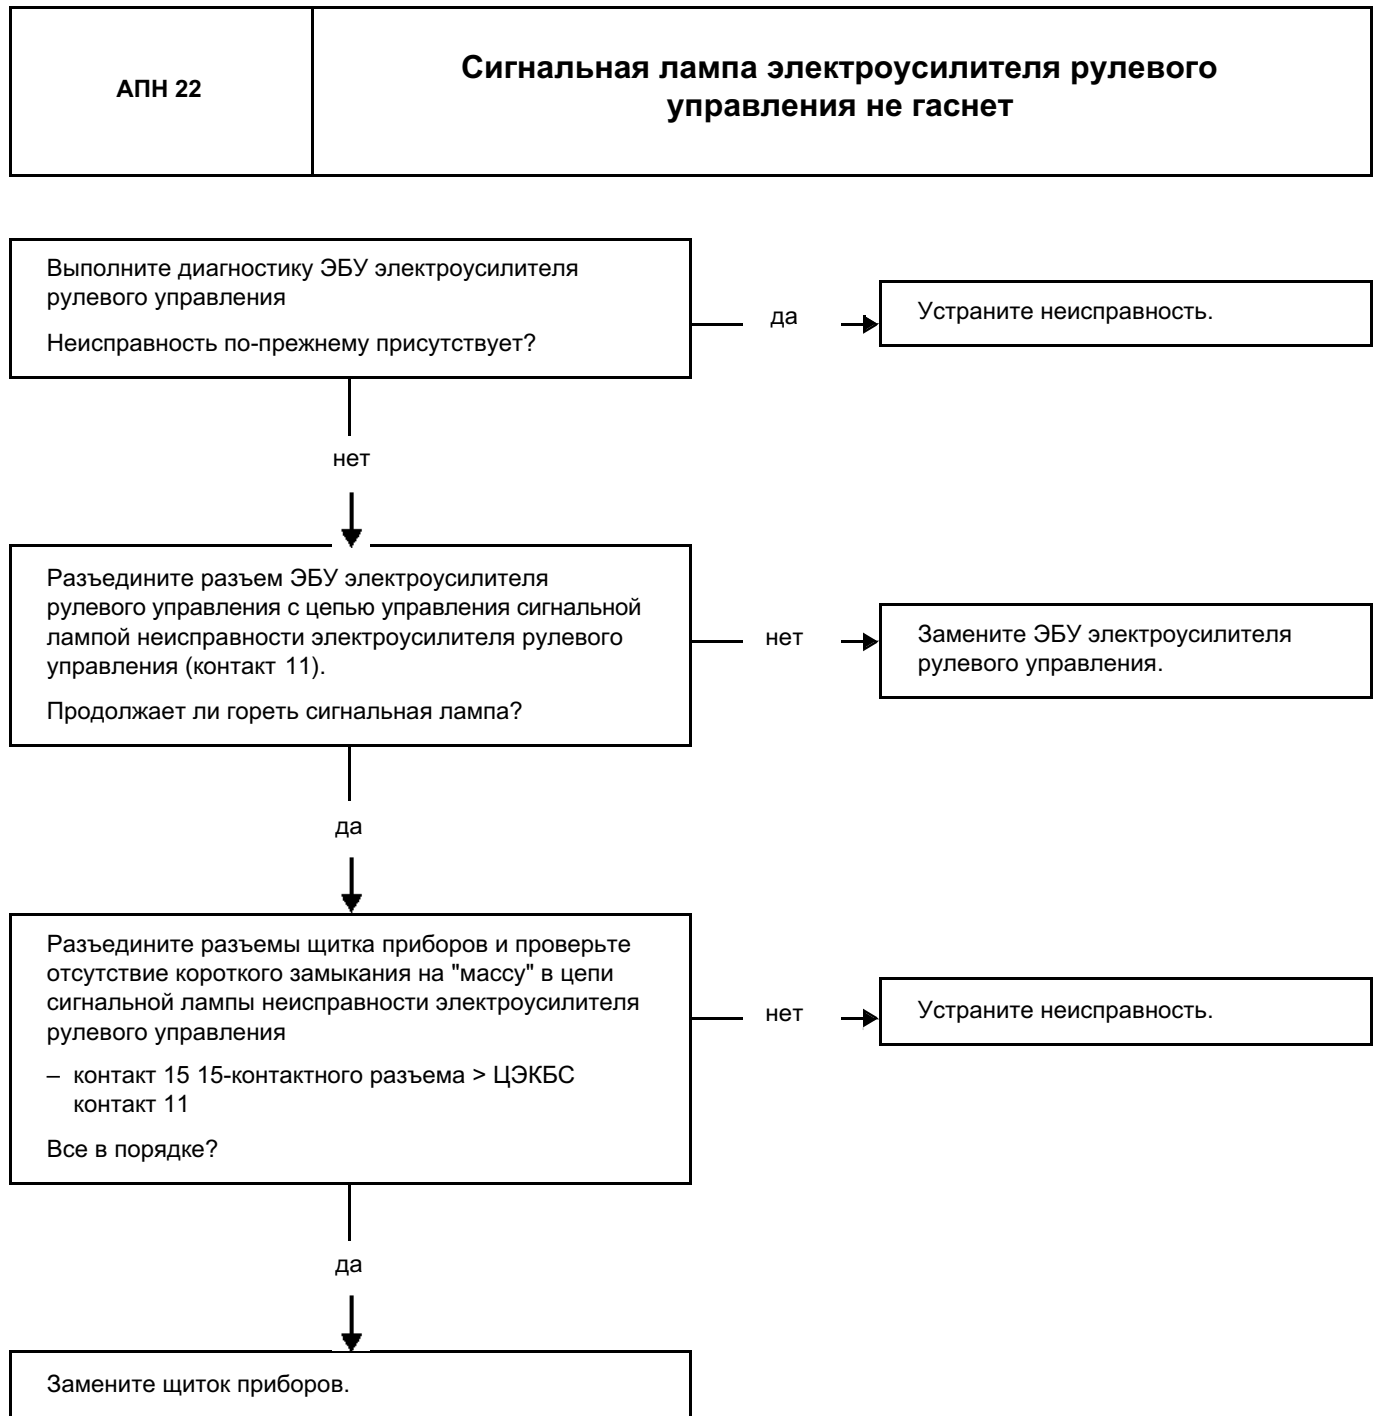 АПН 22
Сигнальная лампа электроусилителя рулевого
управления не гаснет
Выполните диагностику ЭБУ электроусилителя
рулевого управления
Неисправность по-прежнему присутствует?
да
Устраните неисправность.
нет
Разъедините разъем ЭБУ электроусилителя
рулевого управления с цепью управления сигнальной
лампой неисправности электроусилителя рулевого
управления (контакт 11).
Продолжает ли гореть сигнальная лампа?
нет
Замените ЭБУ электроусилителя
рулевого управления.
да
Разъедините разъемы щитка приборов и проверьте
отсутствие короткого замыкания на "массу" в цепи
сигнальной лампы неисправности электроусилителя
рулевого управления
– контакт 15 15-контактного разъема > ЦЭКБС
контакт 11
Все в порядке?
нет
Устраните неисправность.
да
Замените щиток приборов.